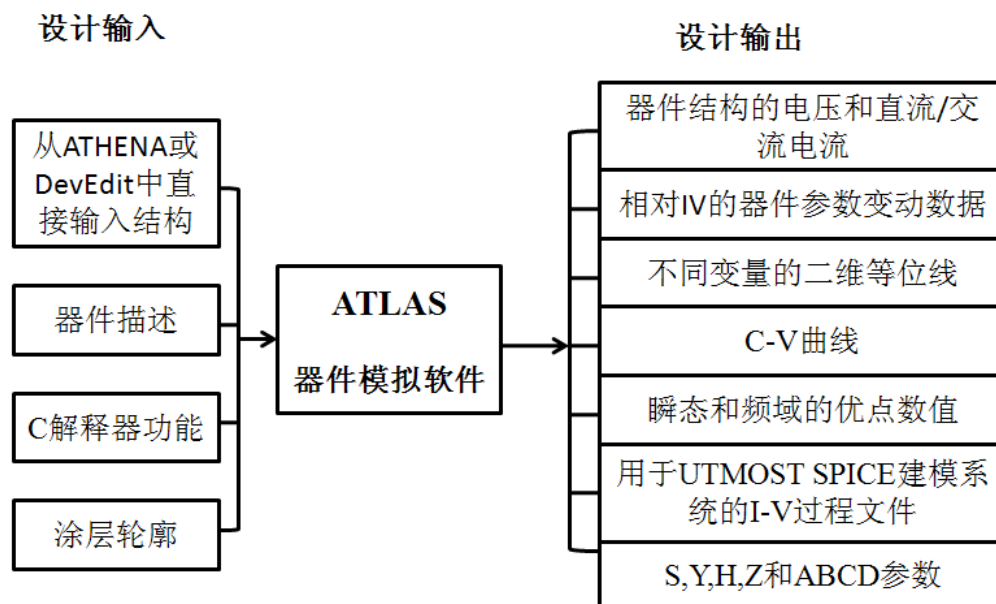 设计输入
从ATHENA或
DevEdit中直
接输入结构
器件描述
C解释器功能
涂层轮廓
ATLAS
器件模拟软件
设计输出
器件结构的电压和直流/交
流电流
相对IV的器件参数变动数据
不同变量的二维等位线
C-V曲线
瞬态和频域的优点数值
用于UTMOST SPICE建模系
统的I-V过程文件
S,Y,H,Z和ABCD参数